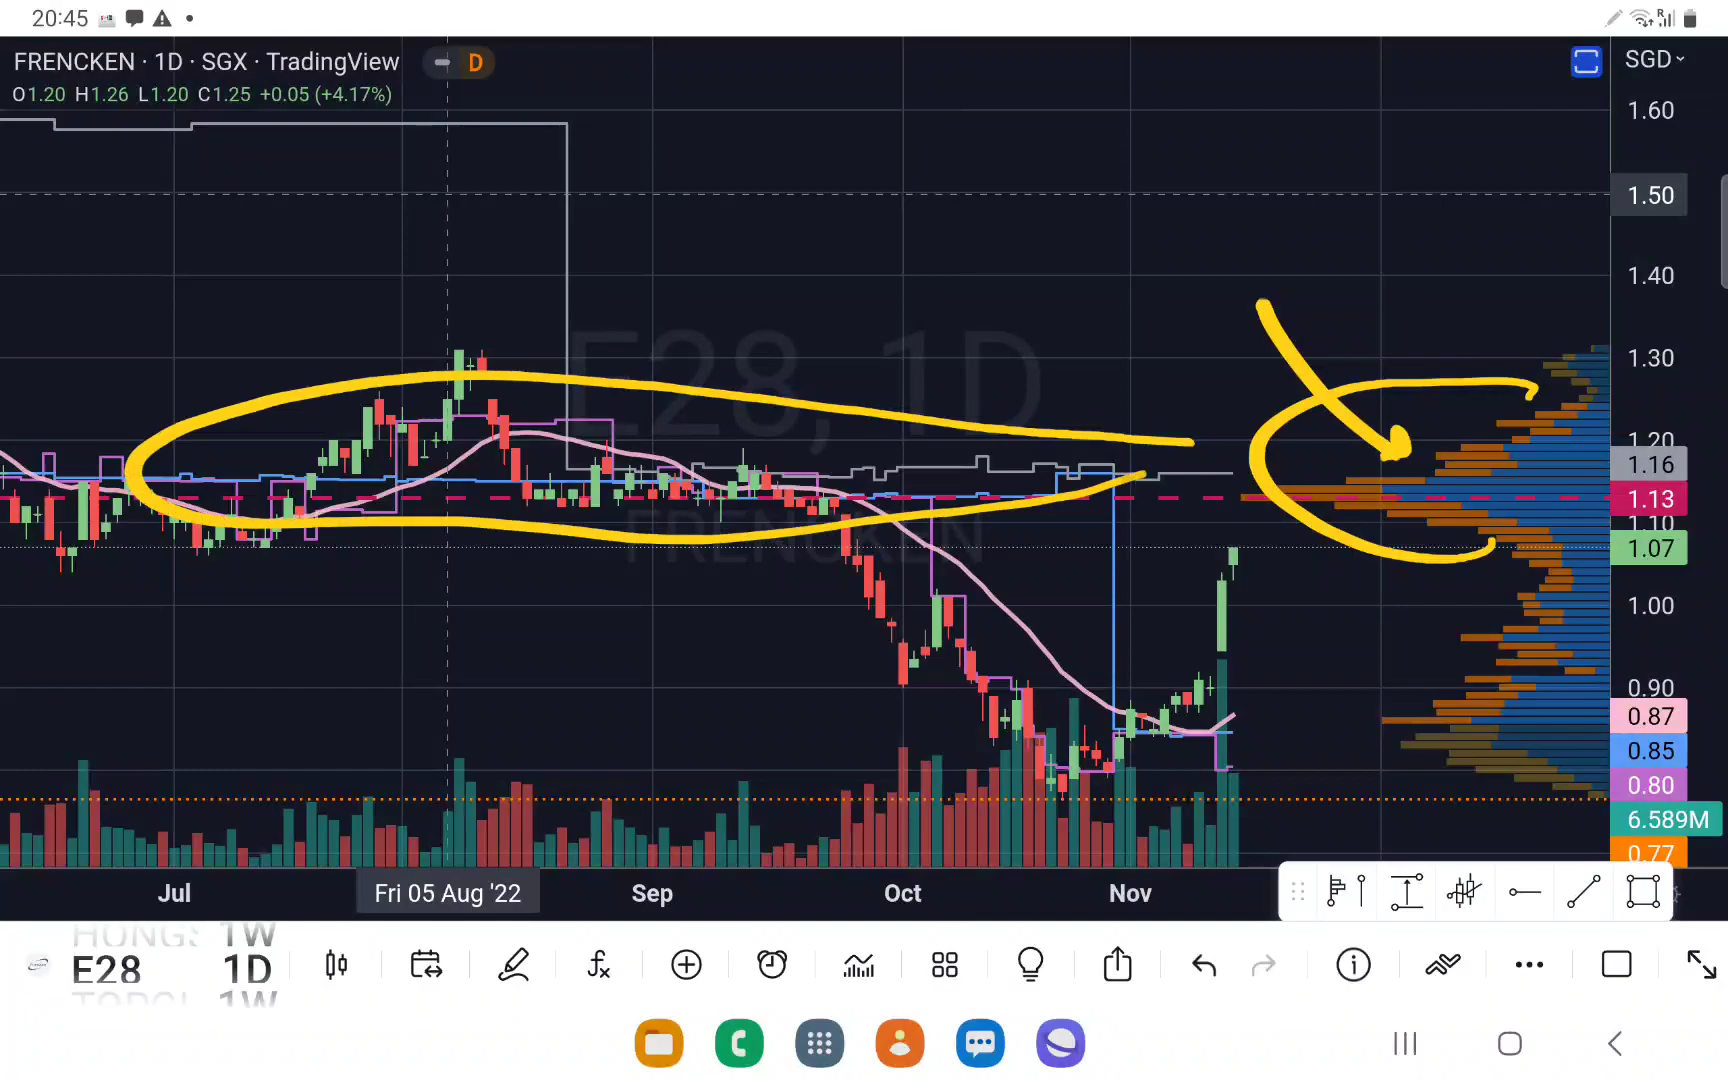 20:45
FRENCKEN · 1D · SGX · TradingView
D
SGD
O1.20 H1.26 L1.20 C1.25 +0.05 (+4.17%)
1.60
1.50
1.40
1.30
1.20
1.16
1.13
1.10
1.07
1.00
0.90
0.87
0.85
0.80
6.589M
0.77
E28, 1D
FRENCKEN
Jul
Fri 05 Aug '22
Sep
Oct
Nov
1W
E28 1D
1W